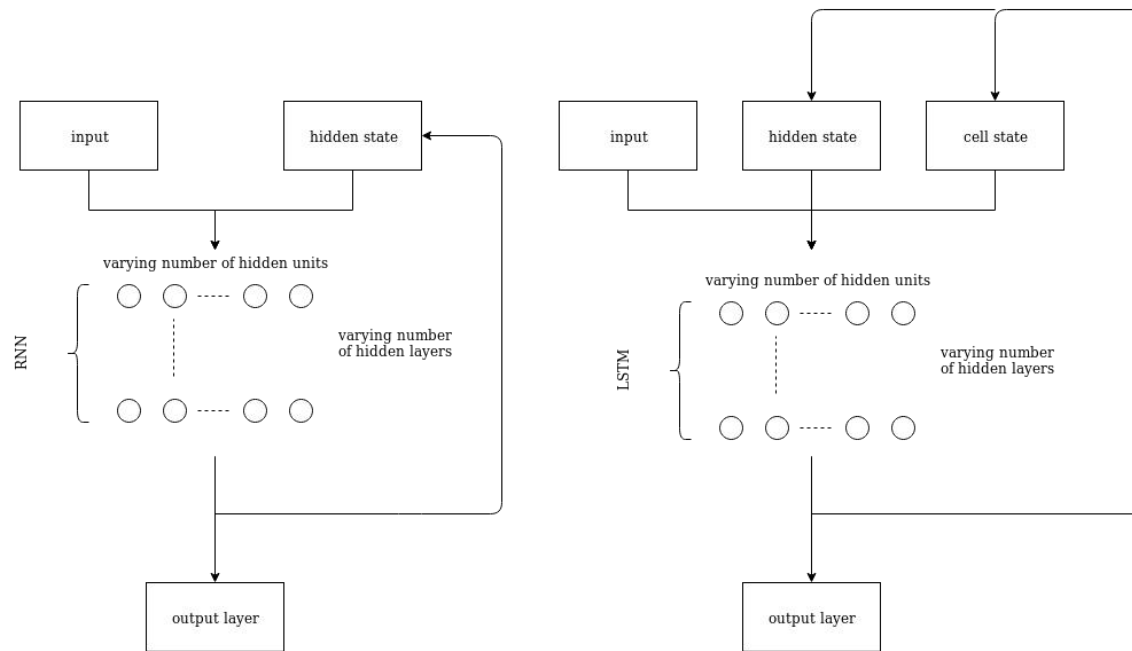 input
hidden state
varying number of hidden units
RNN
varying number
of hidden layers
output layer
input
hidden state
cell state
varying number of hidden units
LSTM
varying number
of hidden layers
output layer